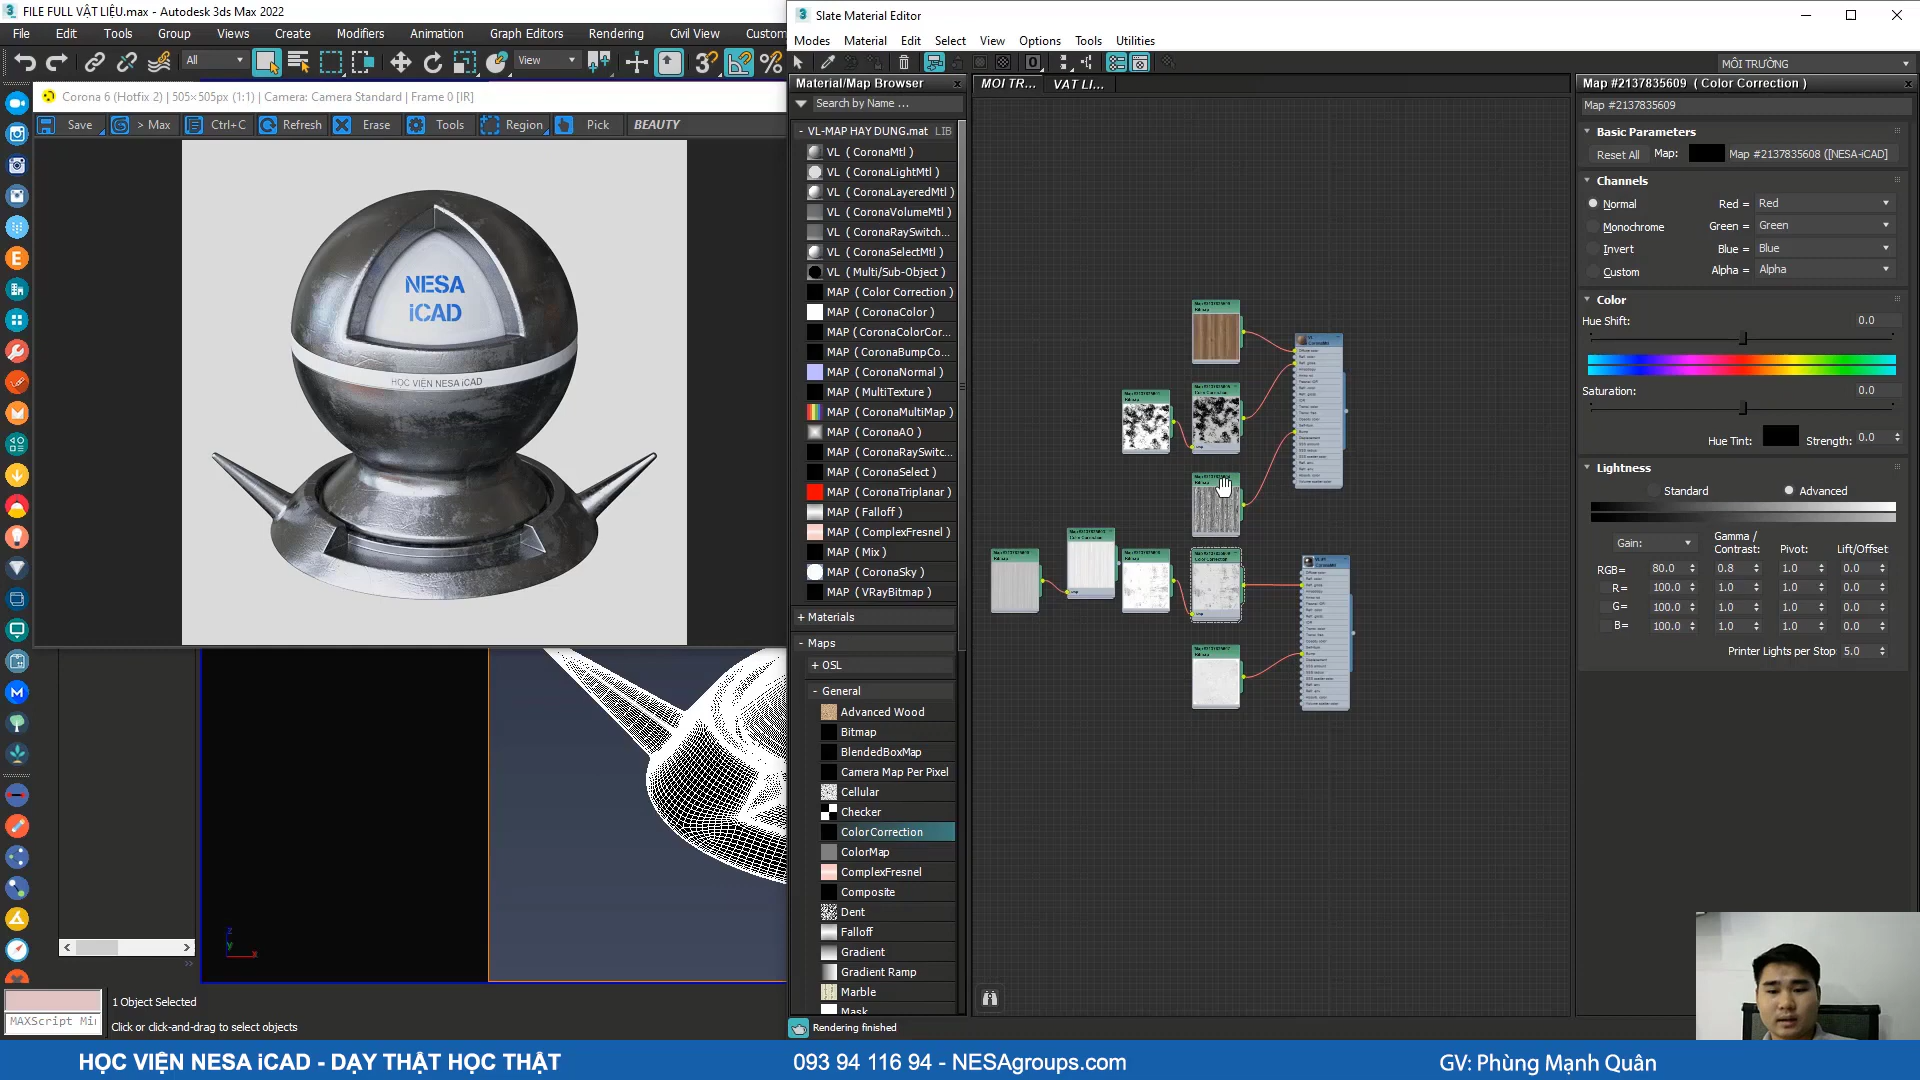 FILE FULL VẬT LIỆU.max - Autodesk 3ds Max 2022
File Edit Tools Group Views Create Modifiers Animation Graph Editors Rendering Civil View Custom
All
View
Corona 6 (Hotfix 2) | 505×505px (1:1) | Camera: Camera Standard | Frame 0 [IR]
Save > Max Ctrl+C Refresh Erase Tools Region Pick BEAUTY
NESA
iCAD
HỌC VIỆN NESA iCAD
z
y
x
1 Object Selected
MAXScript Mi
Click or click-and-drag to select objects
Slate Material Editor
Modes Material Edit Select View Options Tools Utilities
Material/Map Browser
Search by Name ...
- VL-MAP HAY DUNG.mat LIB
VL ( CoronaMtl )
VL ( CoronaLightMtl )
VL ( CoronaLayeredMtl )
VL ( CoronaVolumeMtl )
VL ( CoronaRaySwitch...
VL ( CoronaSelectMtl )
VL ( Multi/Sub-Object )
MAP ( Color Correction )
MAP ( CoronaColor )
MAP ( CoronaColorCor...
MAP ( CoronaBumpCo...
MAP ( CoronaNormal )
MAP ( MultiTexture )
MAP ( CoronaMultiMap )
MAP ( CoronaAO )
MAP ( CoronaRaySwitc...
MAP ( CoronaSelect )
MAP ( CoronaTriplanar )
MAP ( Falloff )
MAP ( ComplexFresnel )
MAP ( Mix )
MAP ( CoronaSky )
MAP ( VRayBitmap )
+ Materials
- Maps
+ OSL
- General
Advanced Wood
Bitmap
BlendedBoxMap
Camera Map Per Pixel
Cellular
Checker
Color Correction
ColorMap
ComplexFresnel
Composite
Dent
Falloff
Gradient
Gradient Ramp
Marble
Mask
Rendering finished
MOI TR... VAT LI...
MÔI TRƯỜNG
Map #2137835609 ( Color Correction )
Map #2137835609
Basic Parameters
Reset All Map: Map #2137835608 ([NESA-iCAD]
Channels
Normal Red = Red
Monochrome Green = Green
Invert Blue = Blue
Custom Alpha = Alpha
Color
Hue Shift: 0.0
Saturation: 0.0
Hue Tint: Strength: 0.0
Lightness
Standard Advanced
Gain: Gamma / Contrast: Pivot: Lift/Offset
RGB= 80.0 0.8 1.0 0.0
R= 100.0 1.0 1.0 0.0
G= 100.0 1.0 1.0 0.0
B= 100.0 1.0 1.0 0.0
Printer Lights per Stop: 5.0
HỌC VIỆN NESA iCAD - DẠY THẬT HỌC THẬT
093 94 116 94 - NESAgroups.com
GV: Phùng Mạnh Quân